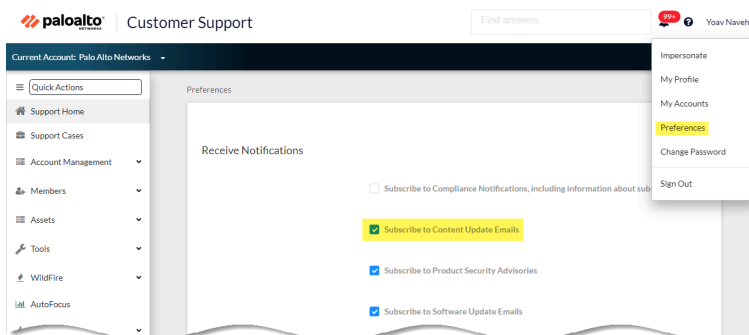 paloalto
NETWORKS
Customer Support
Find answers
99+
Yoav Naveh
Current Account: Palo Alto Networks
Quick Actions
Support Home
Support Cases
Account Management
Members
Assets
Tools
WildFire
AutoFocus
Preferences
Receive Notifications
Subscribe to Compliance Notifications, including information about sub
Subscribe to Content Update Emails
Subscribe to Product Security Advisories
Subscribe to Software Update Emails
Impersonate
My Profile
My Accounts
Preferences
Change Password
Sign Out